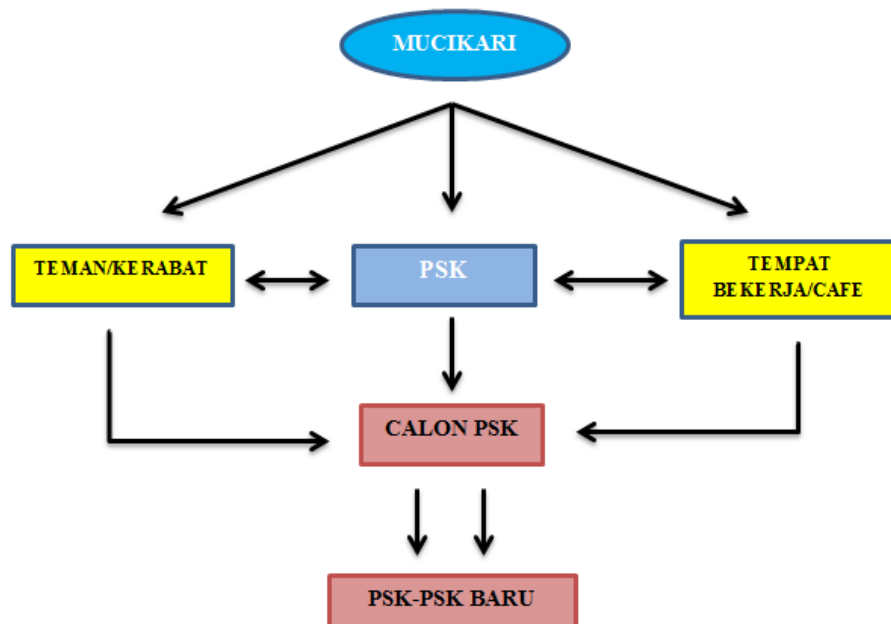 MUCIKARI
TEMAN/KERABAT
PSK
TEMPAT
BEKERJA/CAFE
CALON PSK
PSK-PSK BARU